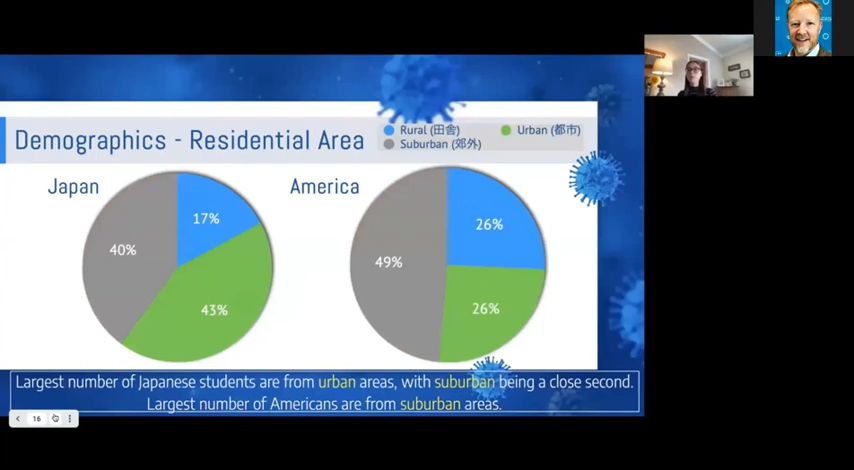 Demographics - Residential Area
Rural (田舎)
Urban (都市)
Suburban (郊外)
Japan
America
17%
40%
43%
26%
49%
26%
Largest number of Japanese students are from urban areas, with suburban being a close second.
Largest number of Americans are from suburban areas.
16